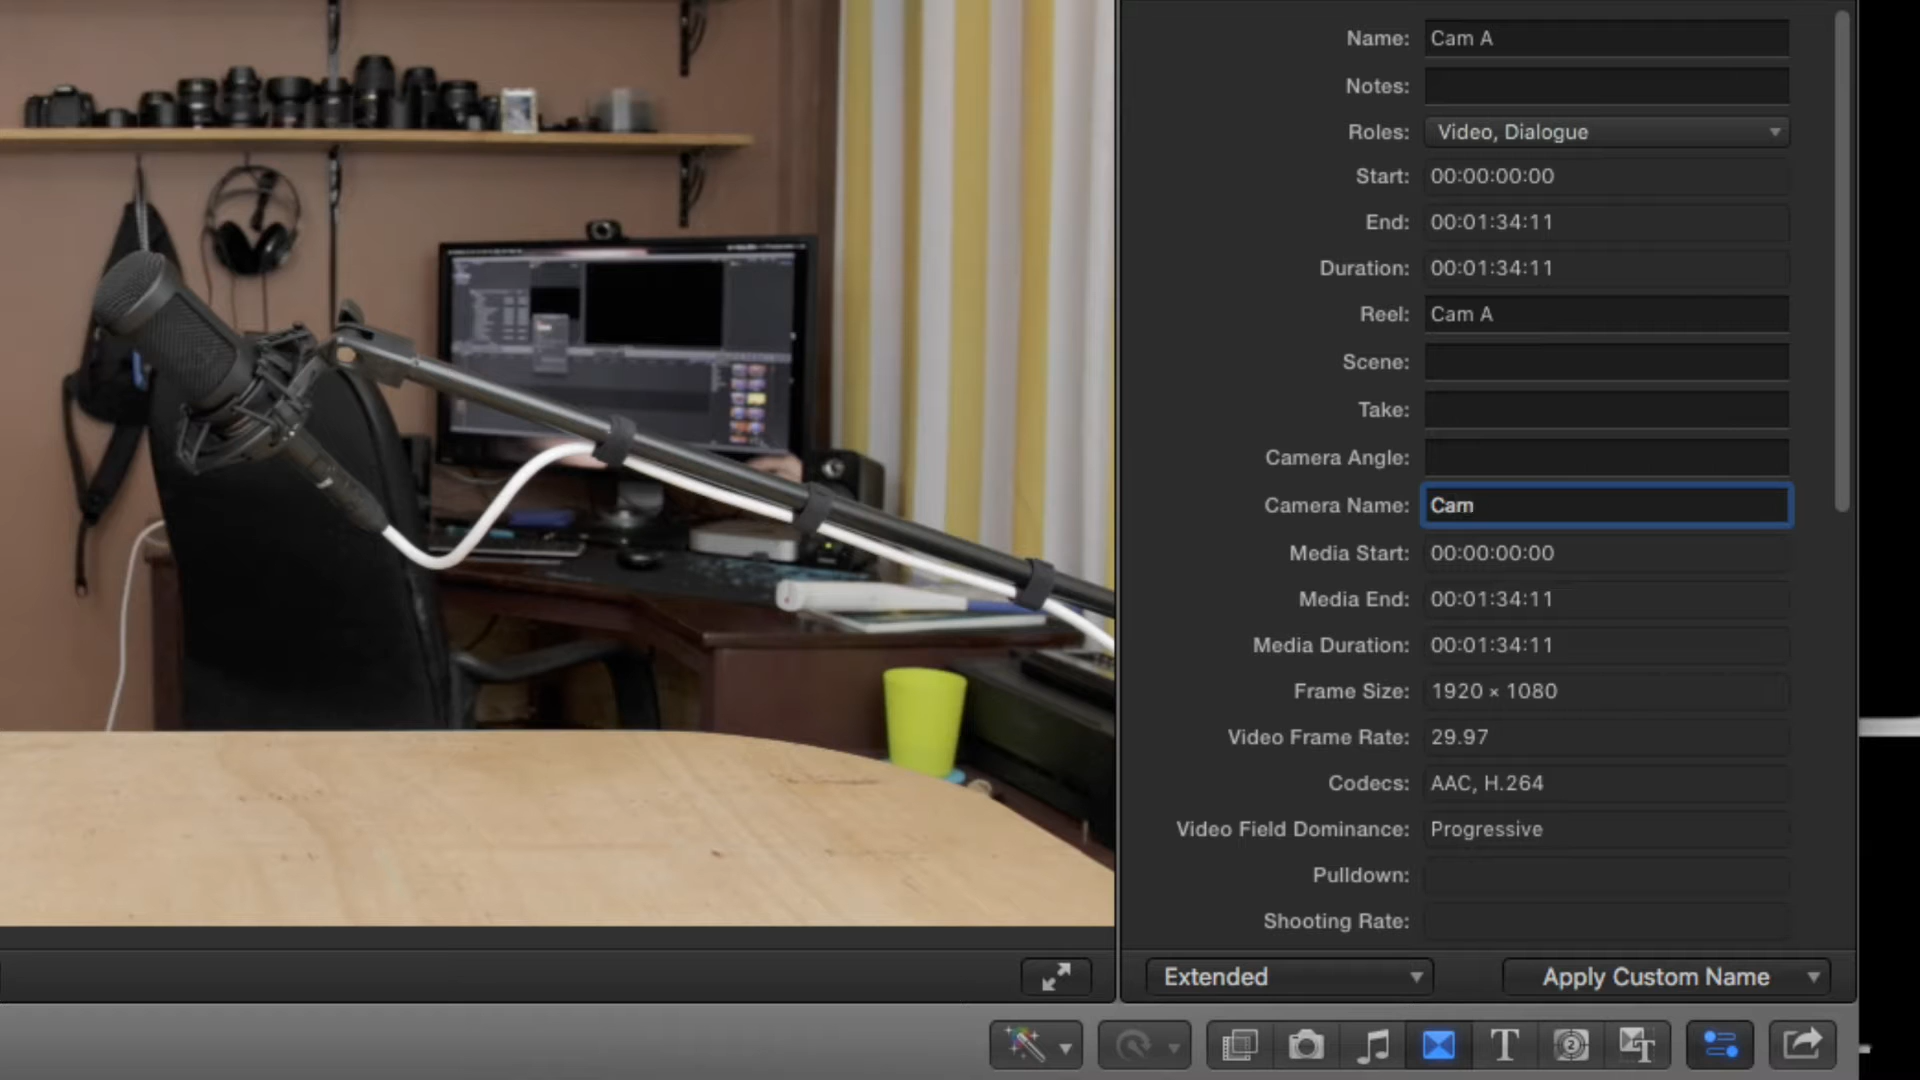 Name: Cam A
Notes:
Roles: Video, Dialogue
Start: 00:00:00:00
End: 00:01:34:11
Duration: 00:01:34:11
Reel: Cam A
Scene:
Take:
Camera Angle:
Camera Name: Cam
Media Start: 00:00:00:00
Media End: 00:01:34:11
Media Duration: 00:01:34:11
Frame Size: 1920 × 1080
Video Frame Rate: 29.97
Codecs: AAC, H.264
Video Field Dominance: Progressive
Pulldown:
Shooting Rate:
Extended Apply Custom Name
T 2 T